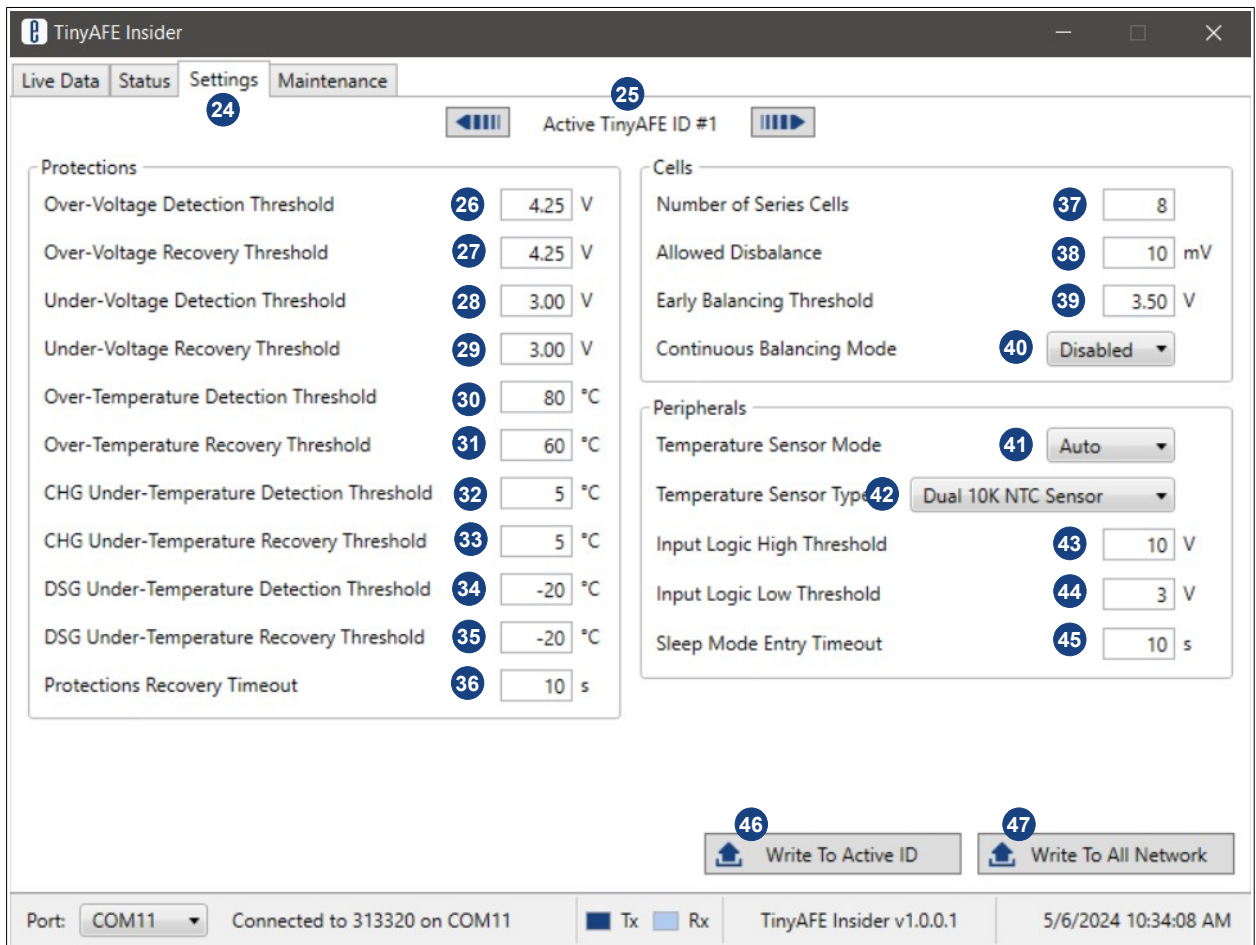 TinyAFE Insider
Live Data Status Settings Maintenance
24
25
Active TinyAFE ID #1
Protections
Over-Voltage Detection Threshold 26 4.25 V
Over-Voltage Recovery Threshold 27 4.25 V
Under-Voltage Detection Threshold 28 3.00 V
Under-Voltage Recovery Threshold 29 3.00 V
Over-Temperature Detection Threshold 30 80 °C
Over-Temperature Recovery Threshold 31 60 °C
CHG Under-Temperature Detection Threshold 32 5 °C
CHG Under-Temperature Recovery Threshold 33 5 °C
DSG Under-Temperature Detection Threshold 34 -20 °C
DSG Under-Temperature Recovery Threshold 35 -20 °C
Protections Recovery Timeout 36 10 s
Cells
Number of Series Cells 37 8
Allowed Disbalance 38 10 mV
Early Balancing Threshold 39 3.50 V
Continuous Balancing Mode 40 Disabled
Peripherals
Temperature Sensor Mode 41 Auto
Temperature Sensor Type 42 Dual 10K NTC Sensor
Input Logic High Threshold 43 10 V
Input Logic Low Threshold 44 3 V
Sleep Mode Entry Timeout 45 10 s
46
Write To Active ID
47
Write To All Network
Port: COM11 Connected to 313320 on COM11 Tx Rx TinyAFE Insider v1.0.0.1 5/6/2024 10:34:08 AM